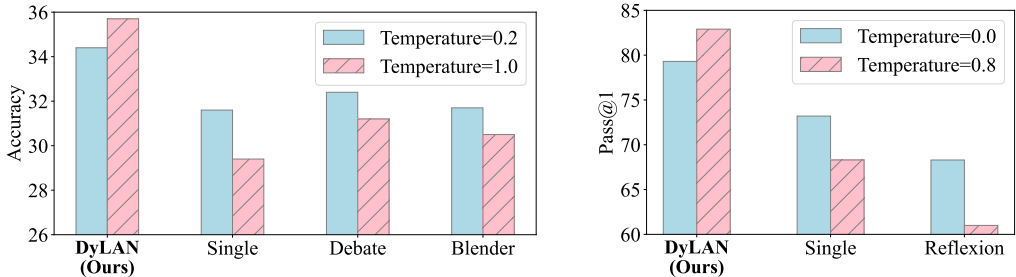 36
34
32
30
28
26
Accuracy
Temperature=0.2
Temperature=1.0
DyLAN
(Ours)
Single
Debate
Blender
85
80
75
70
65
60
Pass@1
Temperature=0.0
Temperature=0.8
DyLAN
(Ours)
Single
Reflexion